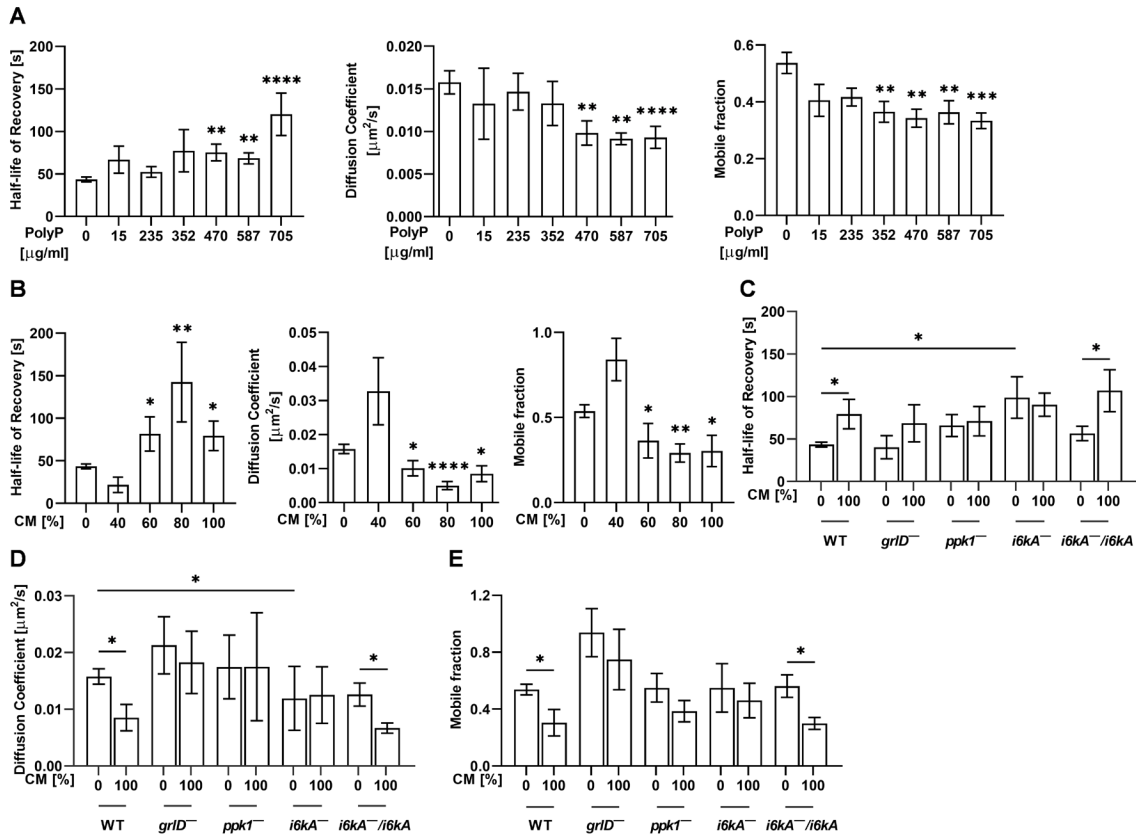 A
Half-life of Recovery [s]
200
150
100
50
0
PolyP
[μg/ml]
0 15 235 352 470 587 705
** ** ****
Diffusion Coefficient
[μm²/s]
0.020
0.015
0.010
0.005
0.000
PolyP
[μg/ml]
0 15 235 352 470 587 705
** ** ****
Mobile fraction
0.6
0.4
0.2
0.0
PolyP
[μg/ml]
0 15 235 352 470 587 705
** ** ** ***
B
Half-life of Recovery [s]
200
150
100
50
0
CM [%]
0 40 60 80 100
* ** *
Diffusion Coefficient
[μm²/s]
0.05
0.04
0.03
0.02
0.01
0.00
CM [%]
0 40 60 80 100
* **** *
Mobile fraction
1.0
0.5
0.0
CM [%]
0 40 60 80 100
* ** *
C
Half-life of Recovery [s]
200
150
100
50
0
* * *
CM [%]
0 100 0 100 0 100 0 100 0 100
WT grlD— ppk1— i6kA— i6kA—/i6kA
D
Diffusion Coefficient [μm²/s]
0.03
0.02
0.01
0.00
* * *
CM [%]
0 100 0 100 0 100 0 100 0 100
WT grlD— ppk1— i6kA— i6kA—/i6kA
E
Mobile fraction
1.2
0.8
0.4
0.0
* *
CM [%]
0 100 0 100 0 100 0 100 0 100
WT grlD— ppk1— i6kA— i6kA—/i6kA